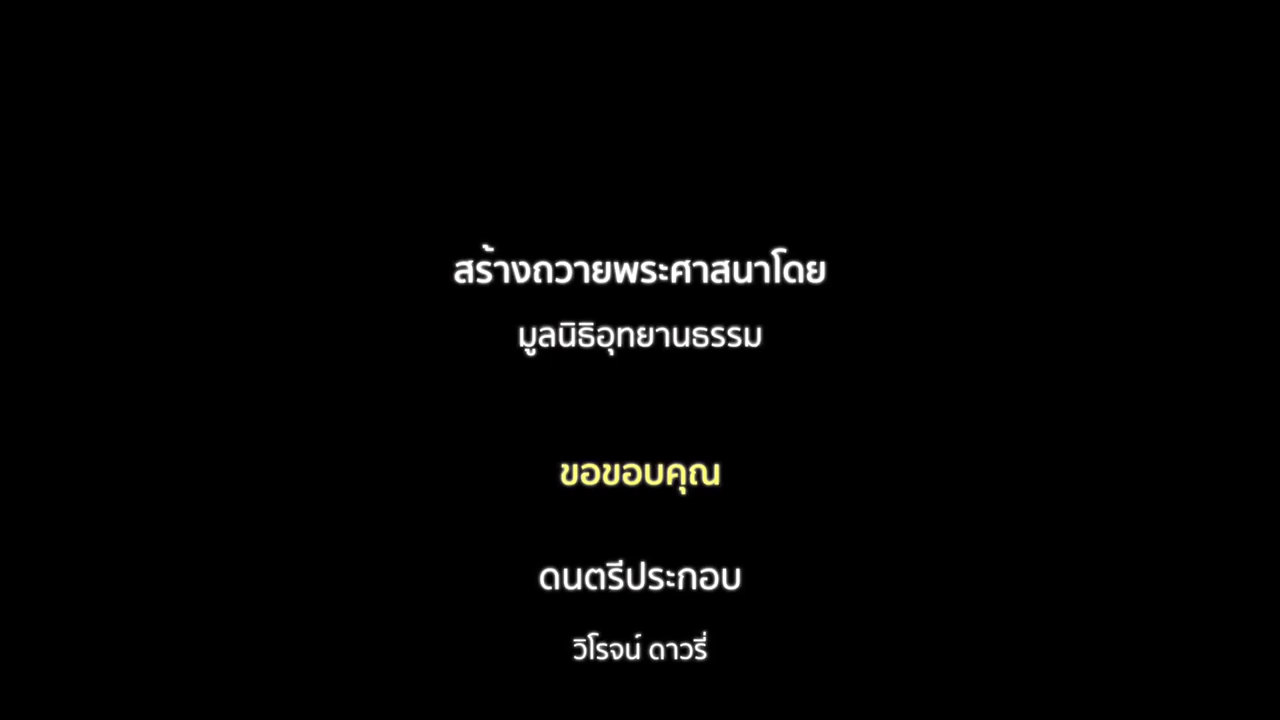 สร้างถวายพระศาสนาโดย
มูลนิธิอุทยานธรรม
ขอขอบคุณ
ดนตรีประกอบ
วิโรจน์ ดาวรี่